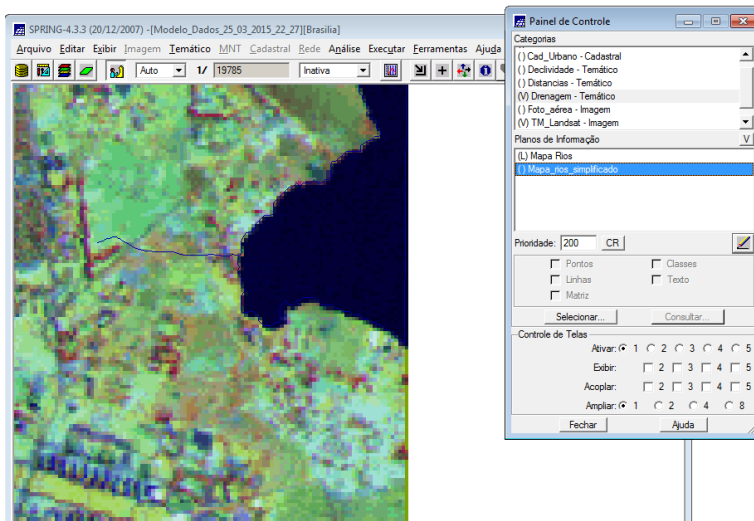 SPRING-4.3.3 (20/12/2007) -[Modelo_Dados_25_03_2015_22_27][Brasilia]
Arquivo Editar Exibir Imagem Temático MNT Cadastral Rede Análise Executar Ferramentas Ajuda
Auto 1/ 19785 Inativa
Painel de Controle
Categorias
( ) Cad_Urbano - Cadastral
( ) Declividade - Temático
( ) Distancias - Temático
(V) Drenagem - Temático
( ) Foto_aérea - Imagem
(V) TM_Landsat - Imagem
Planos de Informação V
(L) Mapa Rios
( ) Mapa_rios_simplificado
Prioridade: 200 CR
Pontos Classes
Linhas Texto
Matriz
Selecionar... Consultar...
Controle de Telas
Ativar: 1 2 3 4 5
Exibir: 2 3 4 5
Acoplar: 2 3 4 5
Ampliar: 1 2 4 8
Fechar Ajuda